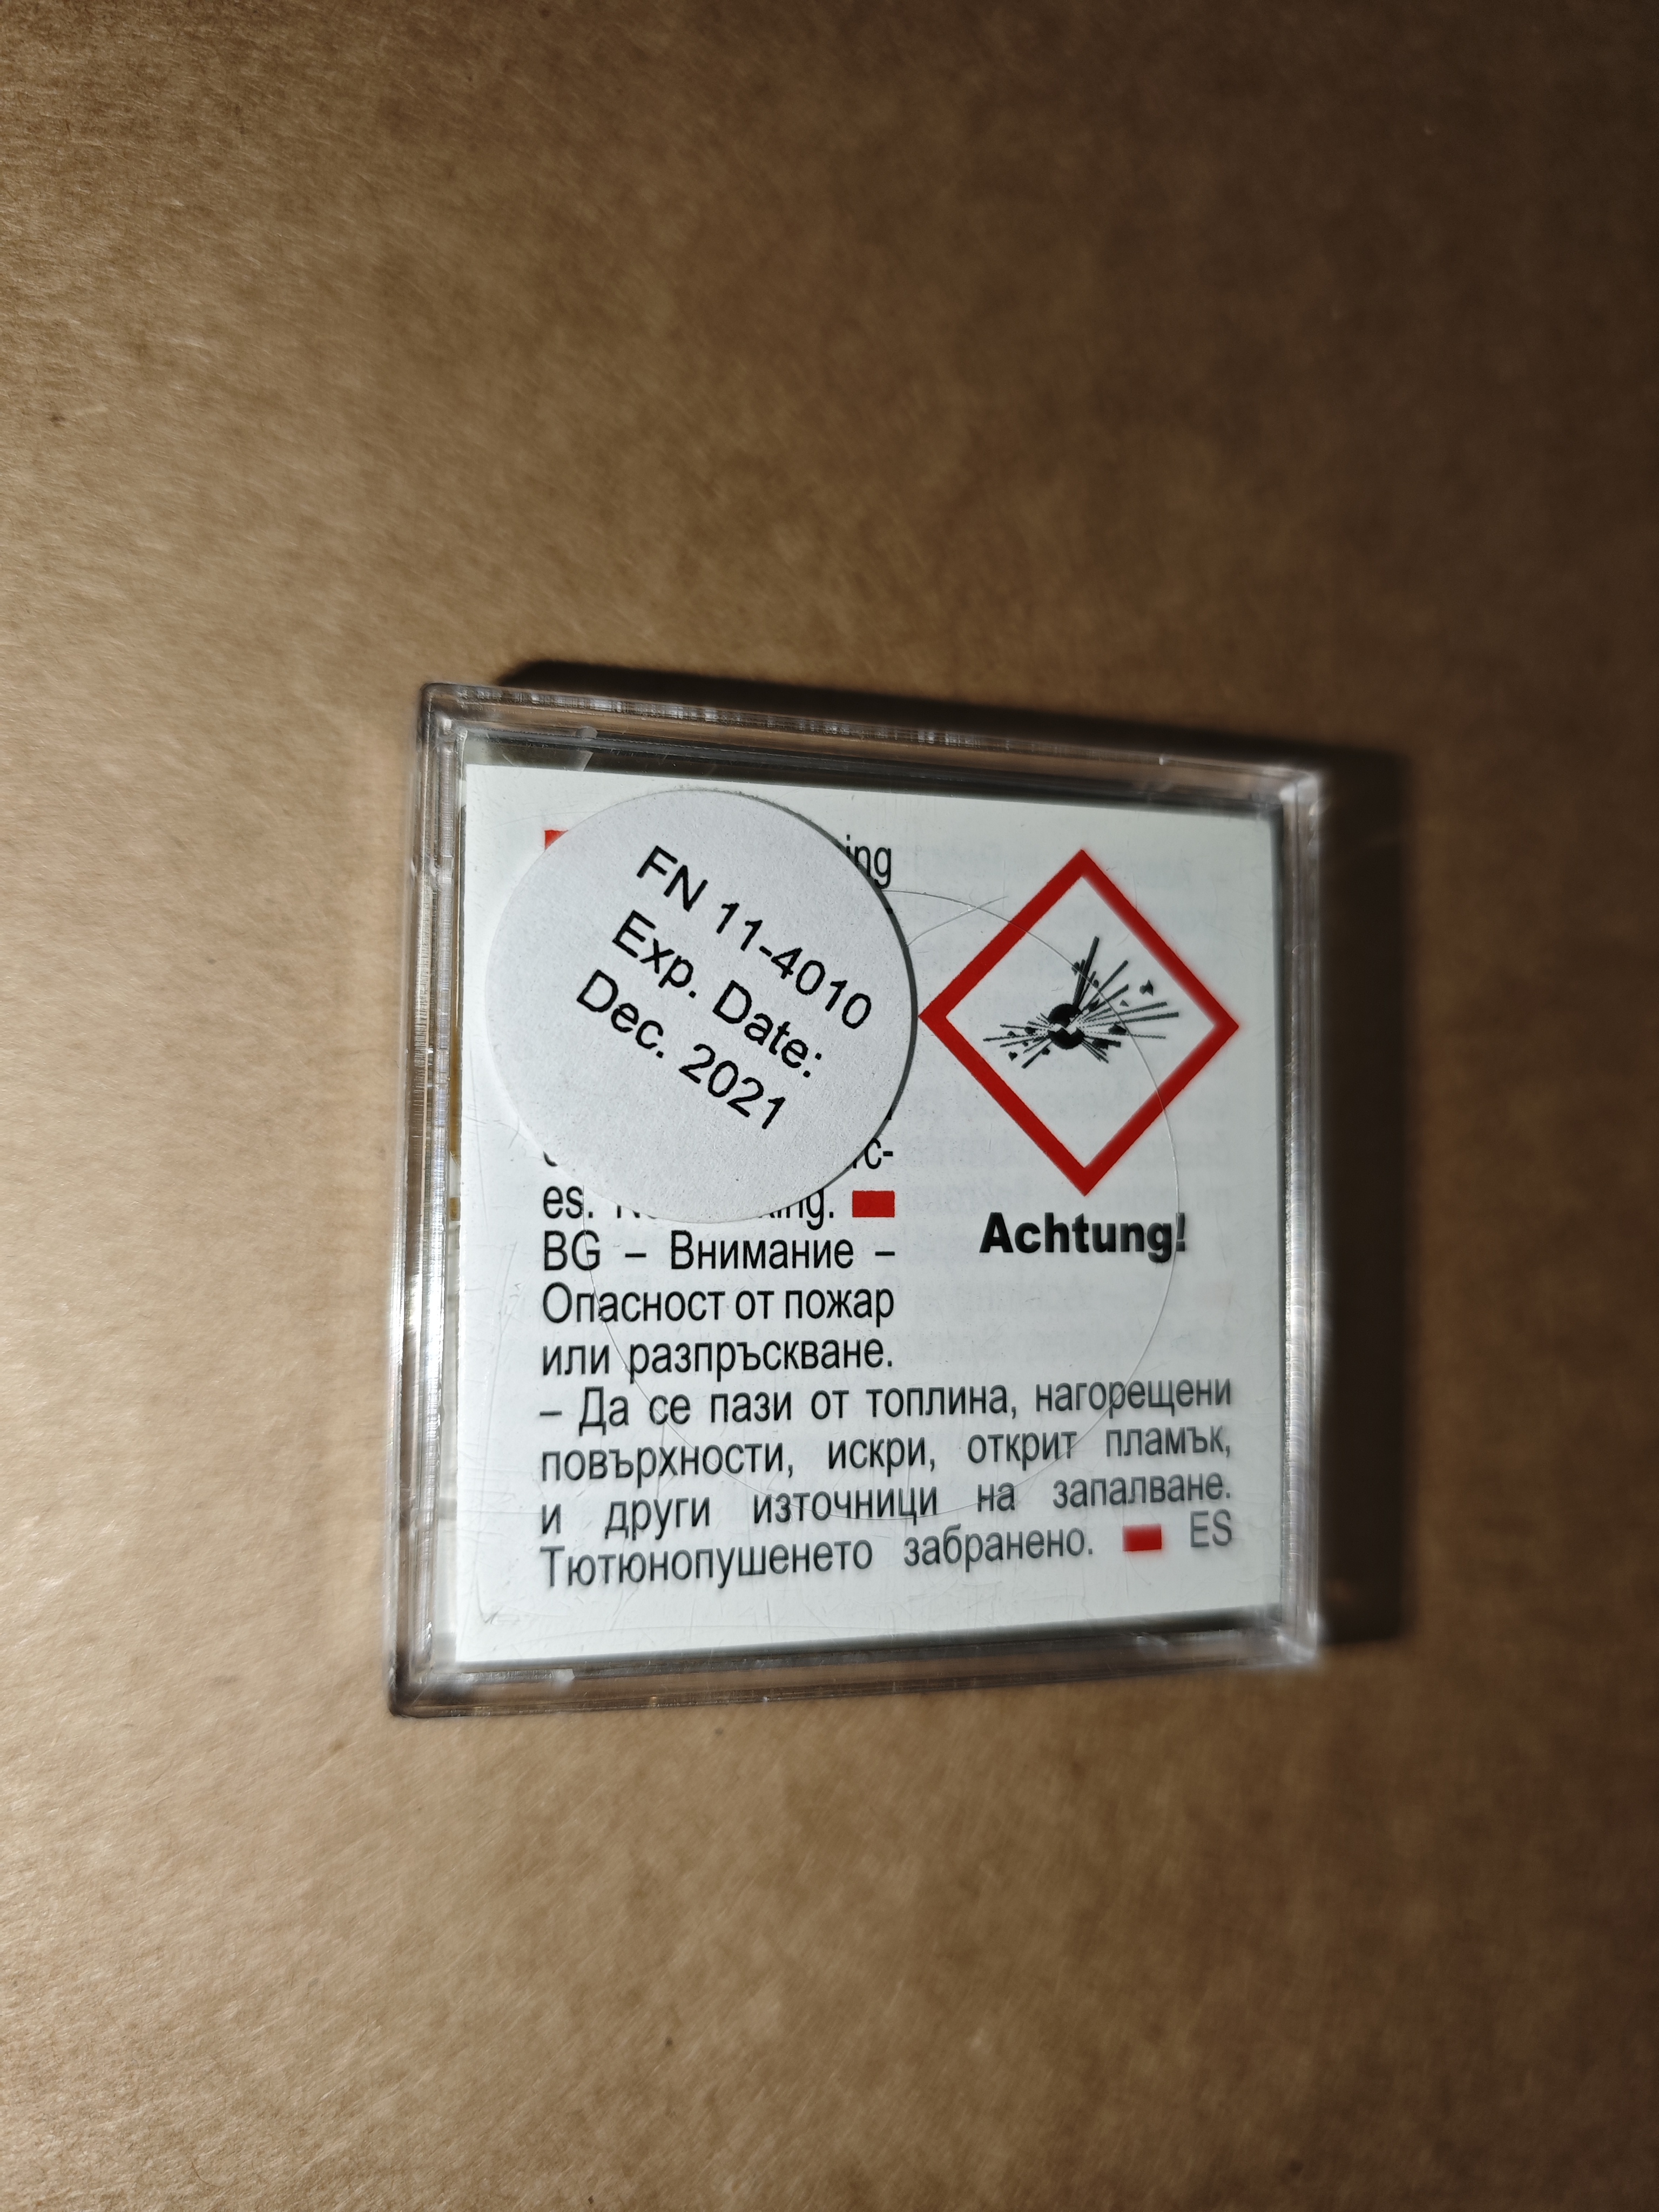 FN 11-4010
Exp. Date:
Dec. 2021
es.
BG – Внимание –
Опасност от пожар
или разпръскване.
– Да се пази от топлина, нагорещени
повърхности, искри, открит пламък,
и други източници на запалване.
Тютюнопушенето забранено. ES
Achtung!